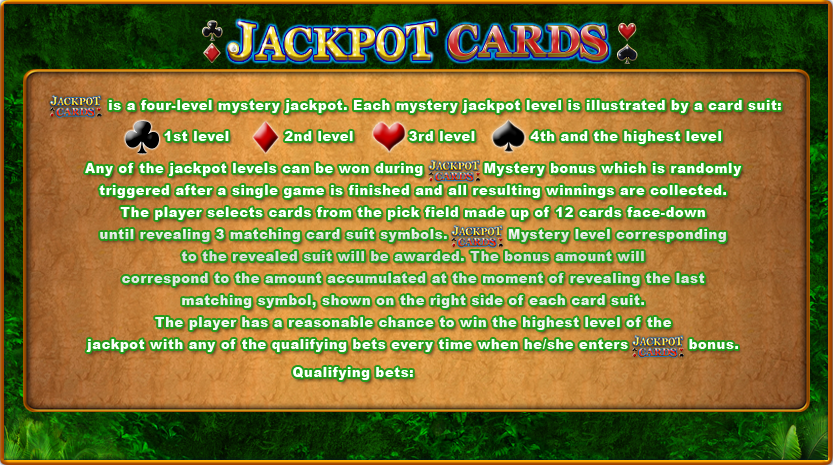 JACKPOT CARDS
JACKPOT CARDS is a four-level mystery jackpot. Each mystery jackpot level is illustrated by a card suit:
1st level 2nd level 3rd level 4th and the highest level
Any of the jackpot levels can be won during JACKPOT CARDS Mystery bonus which is randomly
triggered after a single game is finished and all resulting winnings are collected.
The player selects cards from the pick field made up of 12 cards face-down
until revealing 3 matching card suit symbols. JACKPOT CARDS Mystery level corresponding
to the revealed suit will be awarded. The bonus amount will
correspond to the amount accumulated at the moment of revealing the last
matching symbol, shown on the right side of each card suit.
The player has a reasonable chance to win the highest level of the
jackpot with any of the qualifying bets every time when he/she enters JACKPOT CARDS bonus.
Qualifying bets: